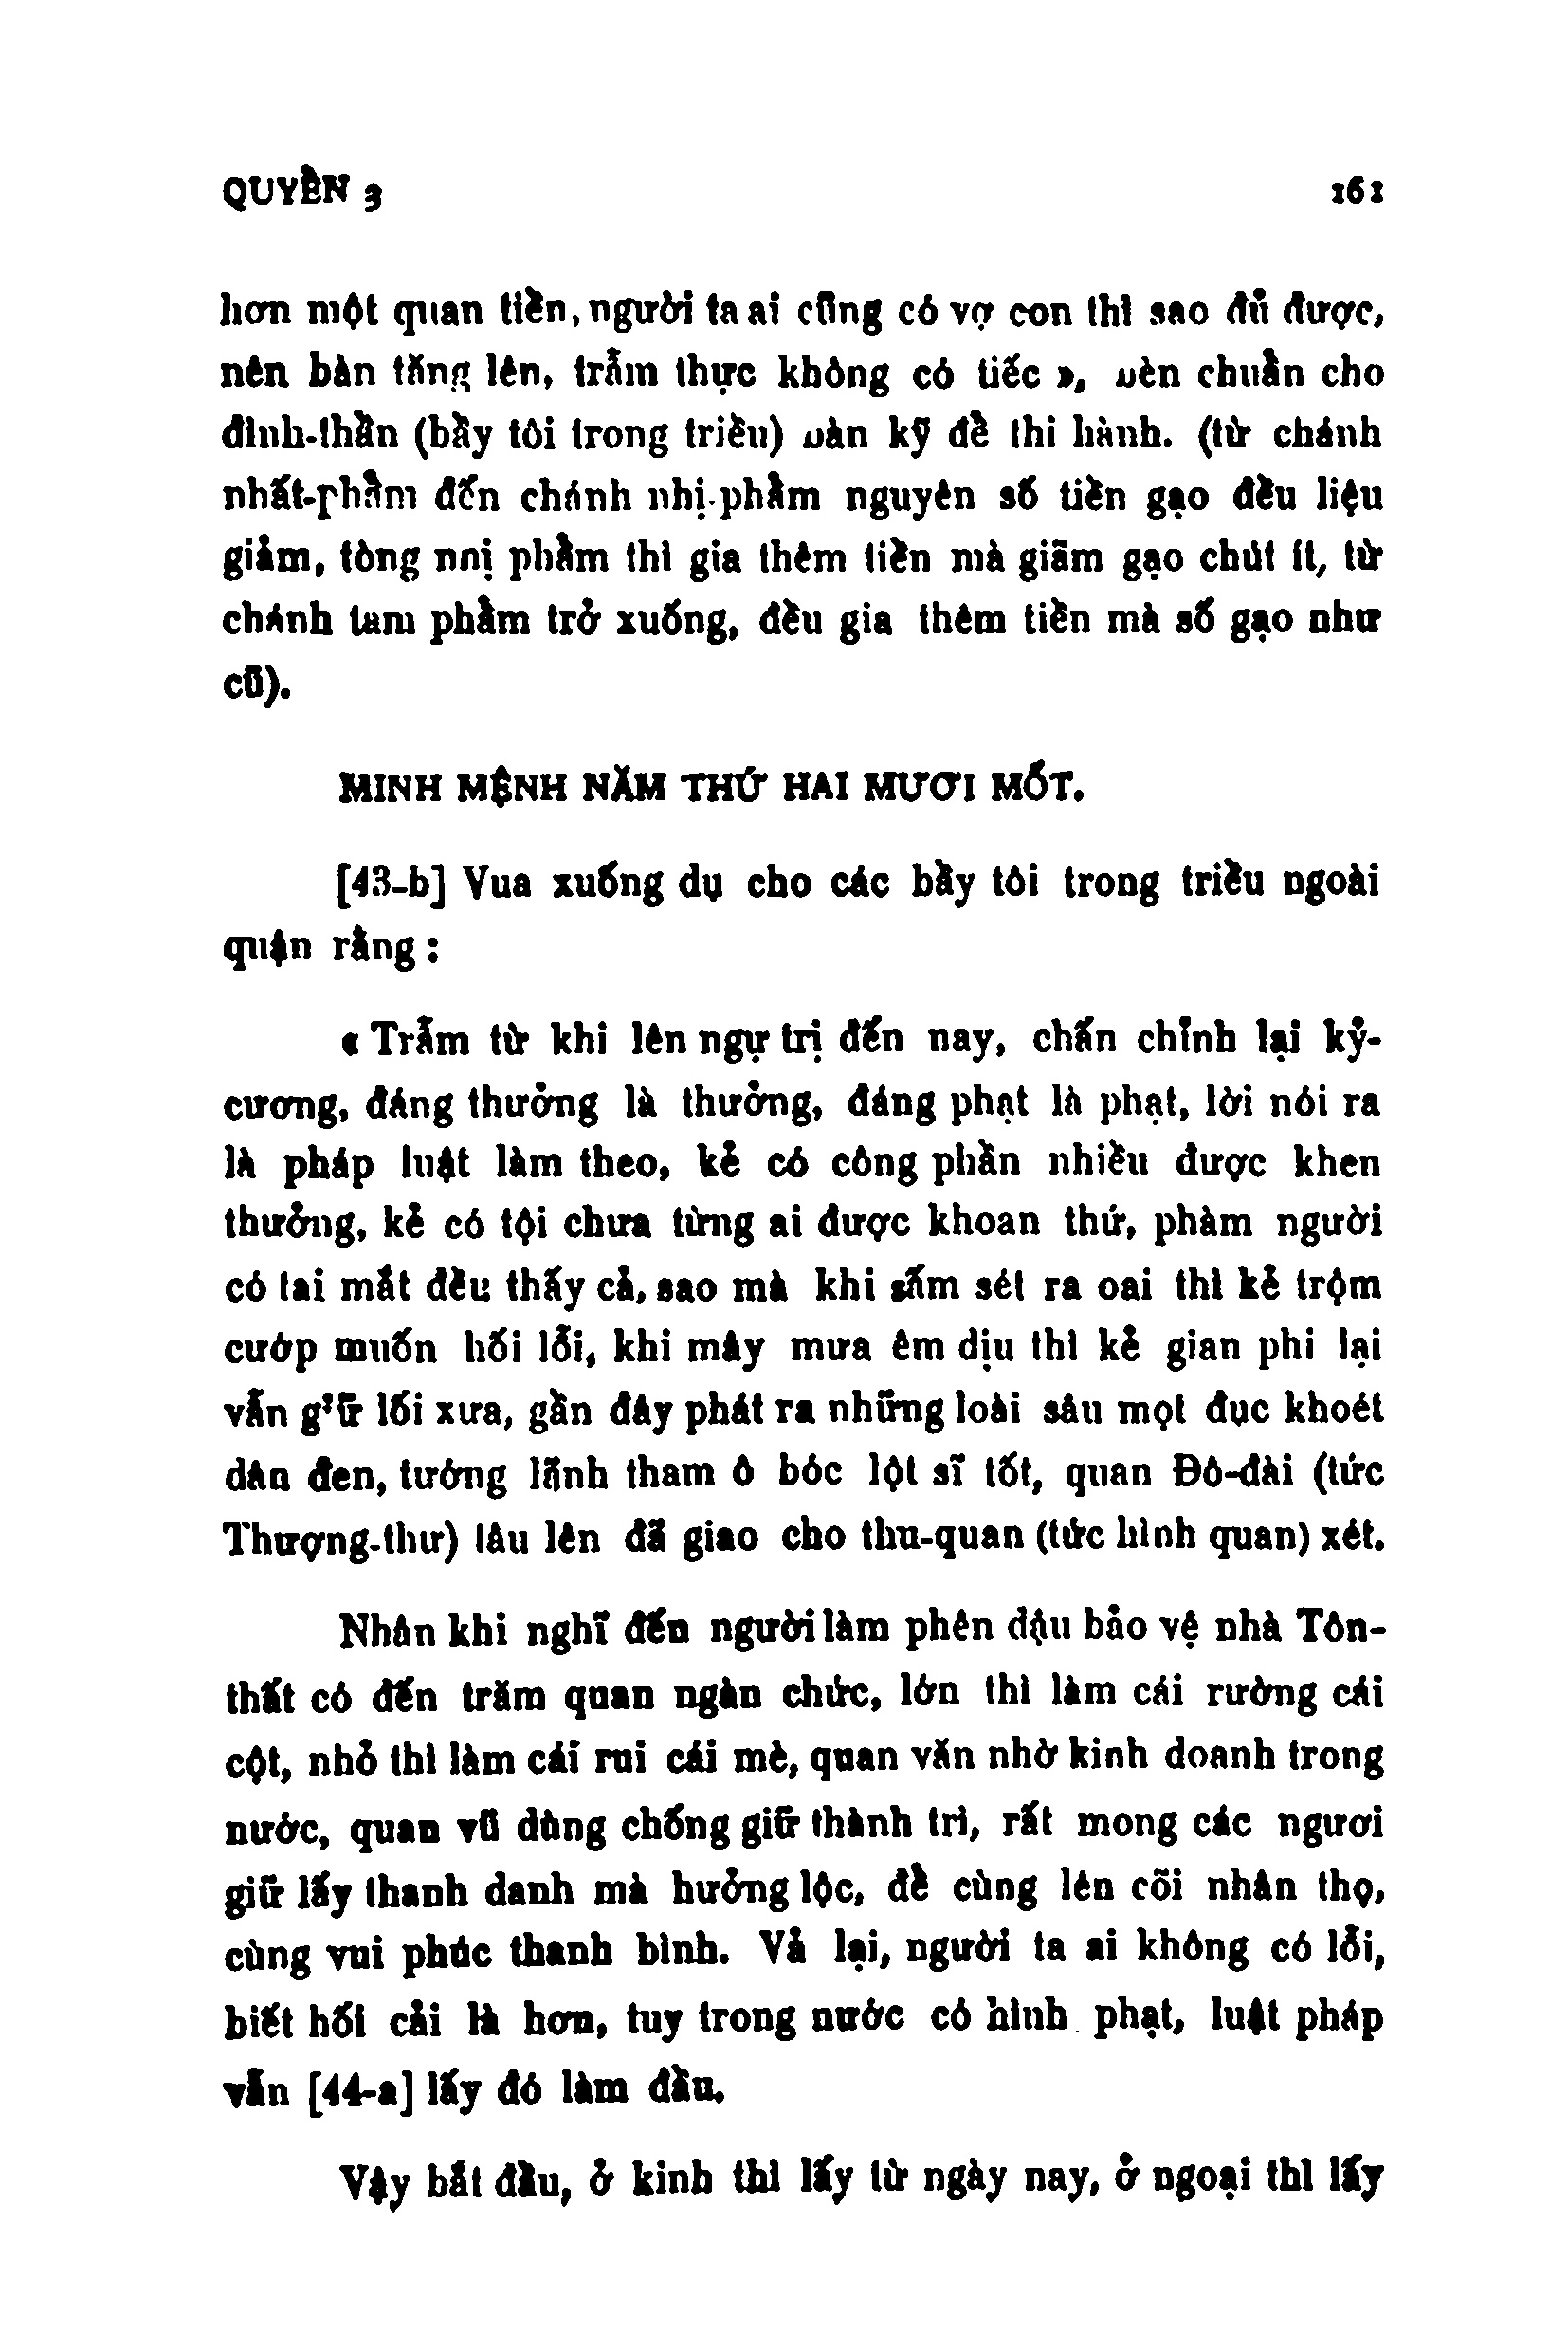 QUYỀN 3
161
hơn một quan tiền, người ta ai cũng có vợ con thì sao đủ được,
nên bàn tăng lên, trẫm thực không có tiếc », bèn chuẩn cho
đình-thần (bầy tôi trong triều) bàn kỹ để thi hành. (từ chánh
nhất-phẩm đến chánh nhị-phẩm nguyên số tiền gạo đều liệu
giảm, tòng nhị phẩm thì gia thêm tiền mà giãm gạo chút ít, từ
chánh tam phẩm trở xuống, đều gia thêm tiền mà số gạo như
cũ).
MINH MỆNH NĂM THỨ HAI MƯƠI MỐT.
[43-b] Vua xuống dụ cho các bầy tôi trong triều ngoài
quận rằng :
« Trẫm từ khi lên ngự trị đến nay, chấn chỉnh lại kỷ-
cương, đáng thưởng là thưởng, đáng phạt là phạt, lời nói ra
là pháp luật làm theo, kẻ có công phần nhiều được khen
thưởng, kẻ có tội chưa từng ai được khoan thứ, phàm người
có tai mắt đều thấy cả, sao mà khi sấm sét ra oai thì kẻ trộm
cướp muốn hối lỗi, khi mây mưa êm dịu thì kẻ gian phi lại
vẫn giữ lối xưa, gần đây phát ra những loài sâu mọt đục khoét
dân đen, tướng lãnh tham ô bóc lột sĩ tốt, quan Đô-đài (tức
Thượng-thư) tâu lên đã giao cho thu-quan (tức hình quan) xét.
Nhân khi nghĩ đến người làm phên dậu bảo vệ nhà Tôn-
thất có đến trăm quan ngàn chức, lớn thì làm cái rường cái
cột, nhỏ thì làm cái rui cái mè, quan văn nhờ kinh doanh trong
nước, quan vũ dùng chống giữ thành trì, rất mong các ngươi
giữ lấy thanh danh mà hưởng lộc, để cùng lên cõi nhân thọ,
cùng vui phúc thanh bình. Vả lại, người ta ai không có lỗi,
biết hối cải là hơn, tuy trong nước có hình phạt, luật pháp
vẫn [44-a] lấy đó làm đầu.
Vậy bắt đầu, ở kinh thì lấy từ ngày nay, ở ngoại thì lấy